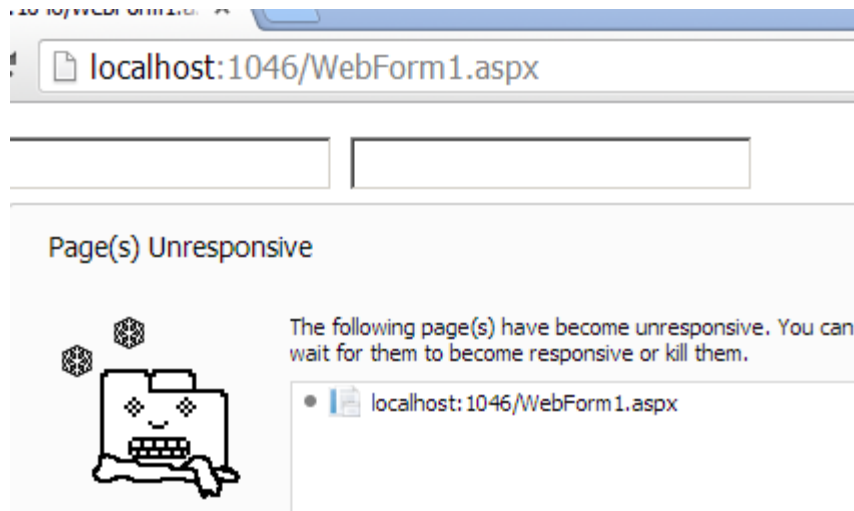 localhost:1046/WebForm1.aspx
Page(s) Unresponsive
The following page(s) have become unresponsive. You can
wait for them to become responsive or kill them.
localhost:1046/WebForm1.aspx